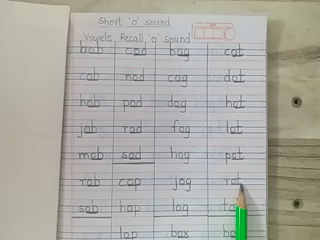 Short 'o' sound
Vowels Recall 'o' sound
bob cod bog cot
cob nod cog dot
hob pod dog hot
job rod fog lot
mob sod hog pot
rob cop jog rot
sob hop log
lop box